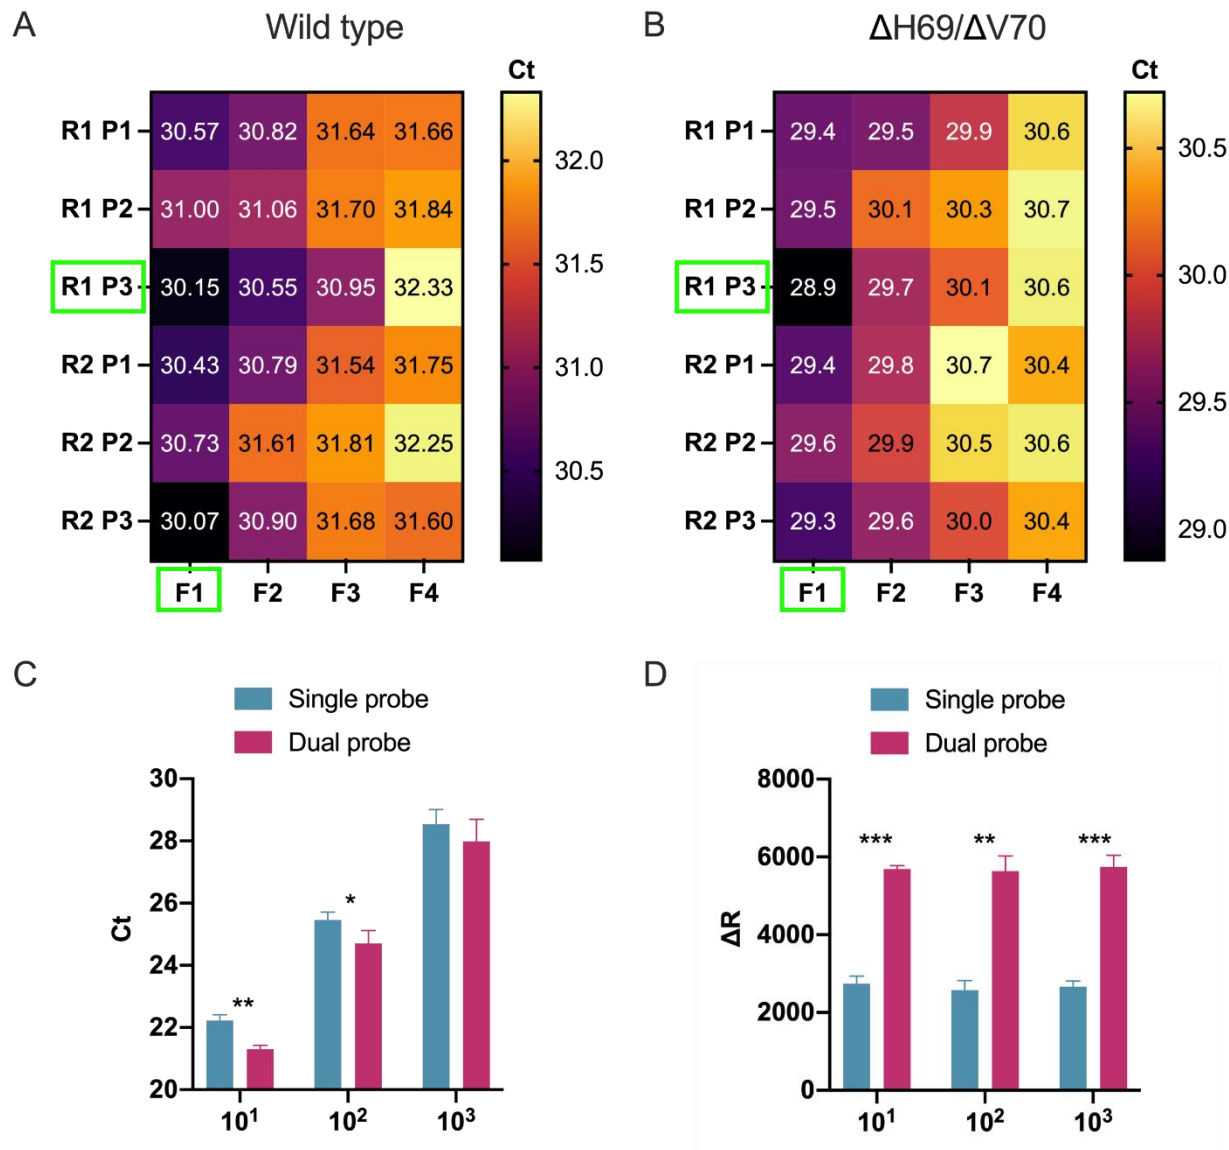 A
Wild type
Ct
R1 P1 30.57 30.82 31.64 31.66
R1 P2 31.00 31.06 31.70 31.84
R1 P3 30.15 30.55 30.95 32.33
R2 P1 30.43 30.79 31.54 31.75
R2 P2 30.73 31.61 31.81 32.25
R2 P3 30.07 30.90 31.68 31.60
F1 F2 F3 F4
32.0
31.5
31.0
30.5
B
ΔH69/ΔV70
Ct
R1 P1 29.4 29.5 29.9 30.6
R1 P2 29.5 30.1 30.3 30.7
R1 P3 28.9 29.7 30.1 30.6
R2 P1 29.4 29.8 30.7 30.4
R2 P2 29.6 29.9 30.5 30.6
R2 P3 29.3 29.6 30.0 30.4
F1 F2 F3 F4
30.5
30.0
29.5
29.0
C
Single probe
Dual probe
Ct
30
28
26
24
22
20
**
*
10¹ 10² 10³
D
Single probe
Dual probe
ΔR
8000
6000
4000
2000
0
*** ** ***
10¹ 10² 10³